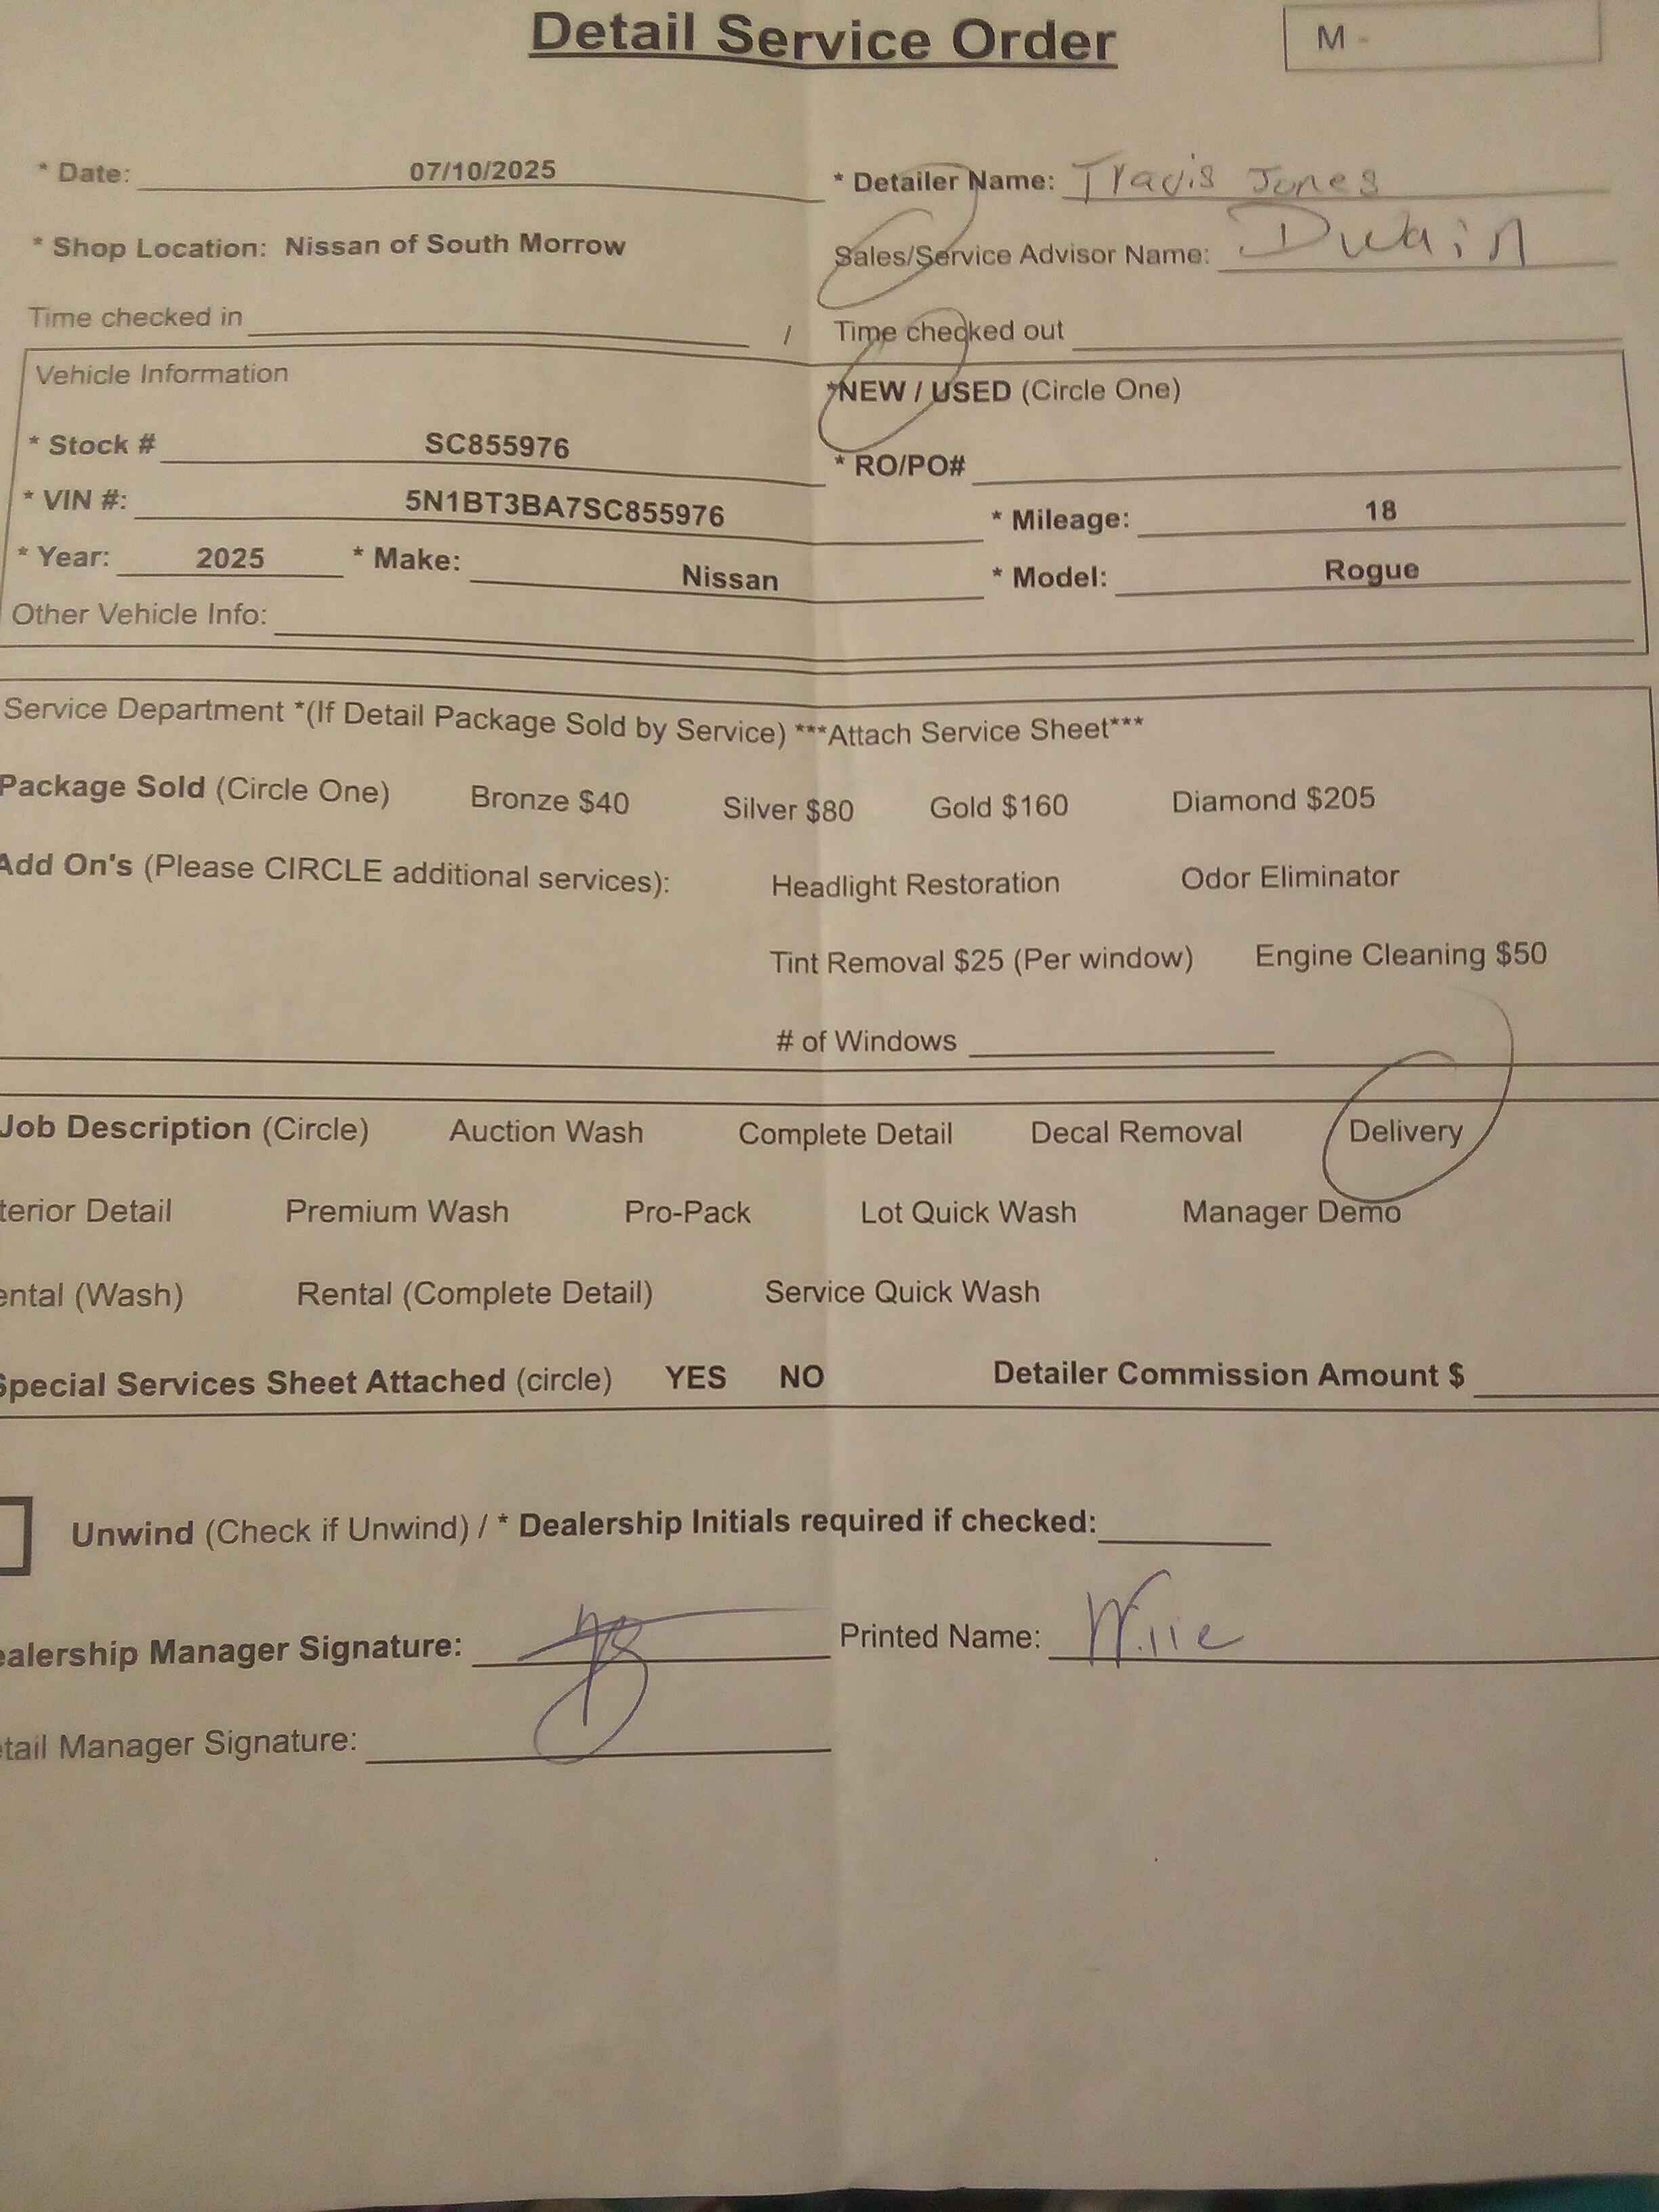 Detail Service Order
M -
* Date: 07/10/2025 * Detailer Name: Travis Jones
* Shop Location: Nissan of South Morrow Sales/Service Advisor Name: Dwain
Time checked in / Time checked out
Vehicle Information *NEW / USED (Circle One)
* Stock # SC855976 * RO/PO#
* VIN #: 5N1BT3BA7SC855976 * Mileage: 18
* Year: 2025 * Make: Nissan * Model: Rogue
Other Vehicle Info:
Service Department *(If Detail Package Sold by Service) ***Attach Service Sheet***
Package Sold (Circle One) Bronze $40 Silver $80 Gold $160 Diamond $205
Add On's (Please CIRCLE additional services): Headlight Restoration Odor Eliminator
Tint Removal $25 (Per window) Engine Cleaning $50
# of Windows
Job Description (Circle) Auction Wash Complete Detail Decal Removal Delivery
terior Detail Premium Wash Pro-Pack Lot Quick Wash Manager Demo
ental (Wash) Rental (Complete Detail) Service Quick Wash
Special Services Sheet Attached (circle) YES NO Detailer Commission Amount $
Unwind (Check if Unwind) / * Dealership Initials required if checked:
ealership Manager Signature: Printed Name: Willie
tail Manager Signature: